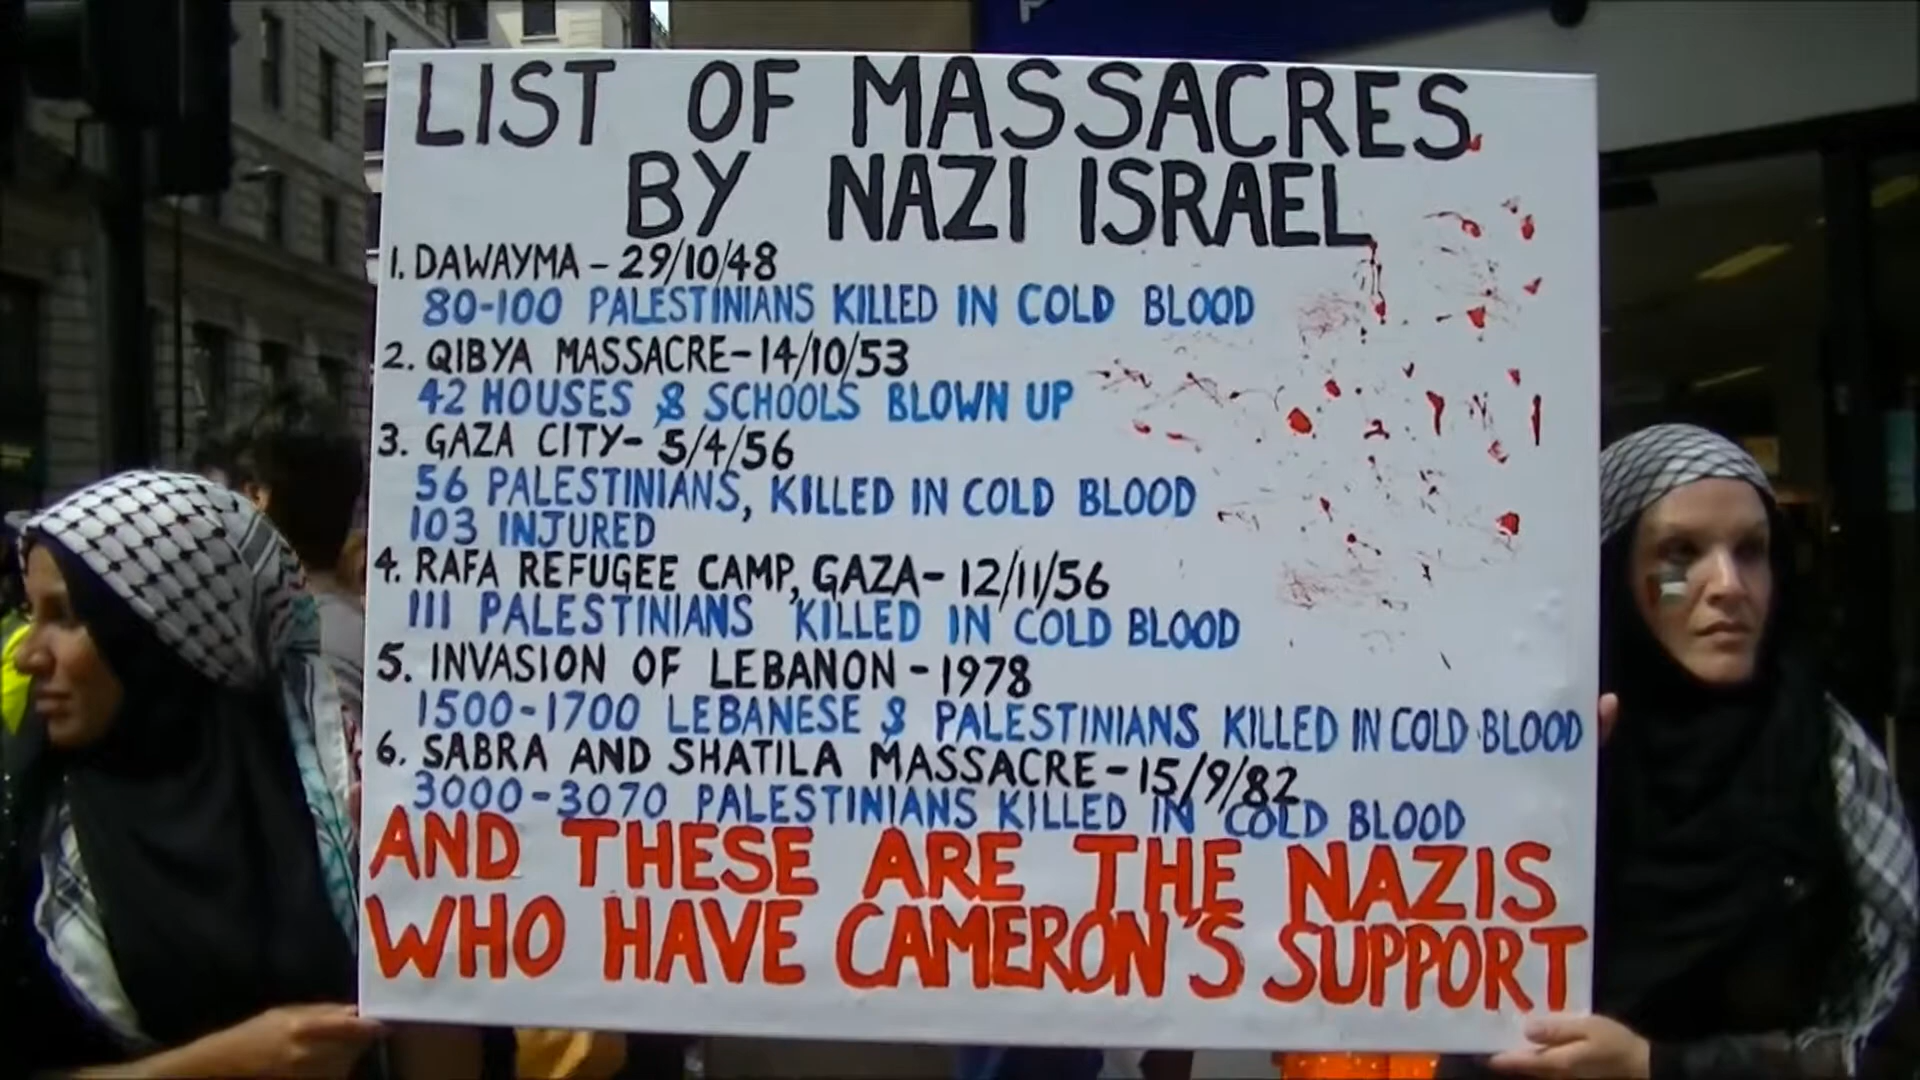 LIST OF MASSACRES
BY NAZI ISRAEL
1. DAWAYMA - 29/10/48
80-100 PALESTINIANS KILLED IN COLD BLOOD
2. QIBYA MASSACRE - 14/10/53
42 HOUSES & SCHOOLS BLOWN UP
3. GAZA CITY - 5/4/56
56 PALESTINIANS, KILLED IN COLD BLOOD
103 INJURED
4. RAFA REFUGEE CAMP, GAZA - 12/11/56
111 PALESTINIANS KILLED IN COLD BLOOD
5. INVASION OF LEBANON - 1978
1500-1700 LEBANESE & PALESTINIANS KILLED IN COLD BLOOD
6. SABRA AND SHATILA MASSACRE - 15/9/82
3000-3070 PALESTINIANS KILLED IN COLD BLOOD
AND THESE ARE THE NAZIS
WHO HAVE CAMERON'S SUPPORT